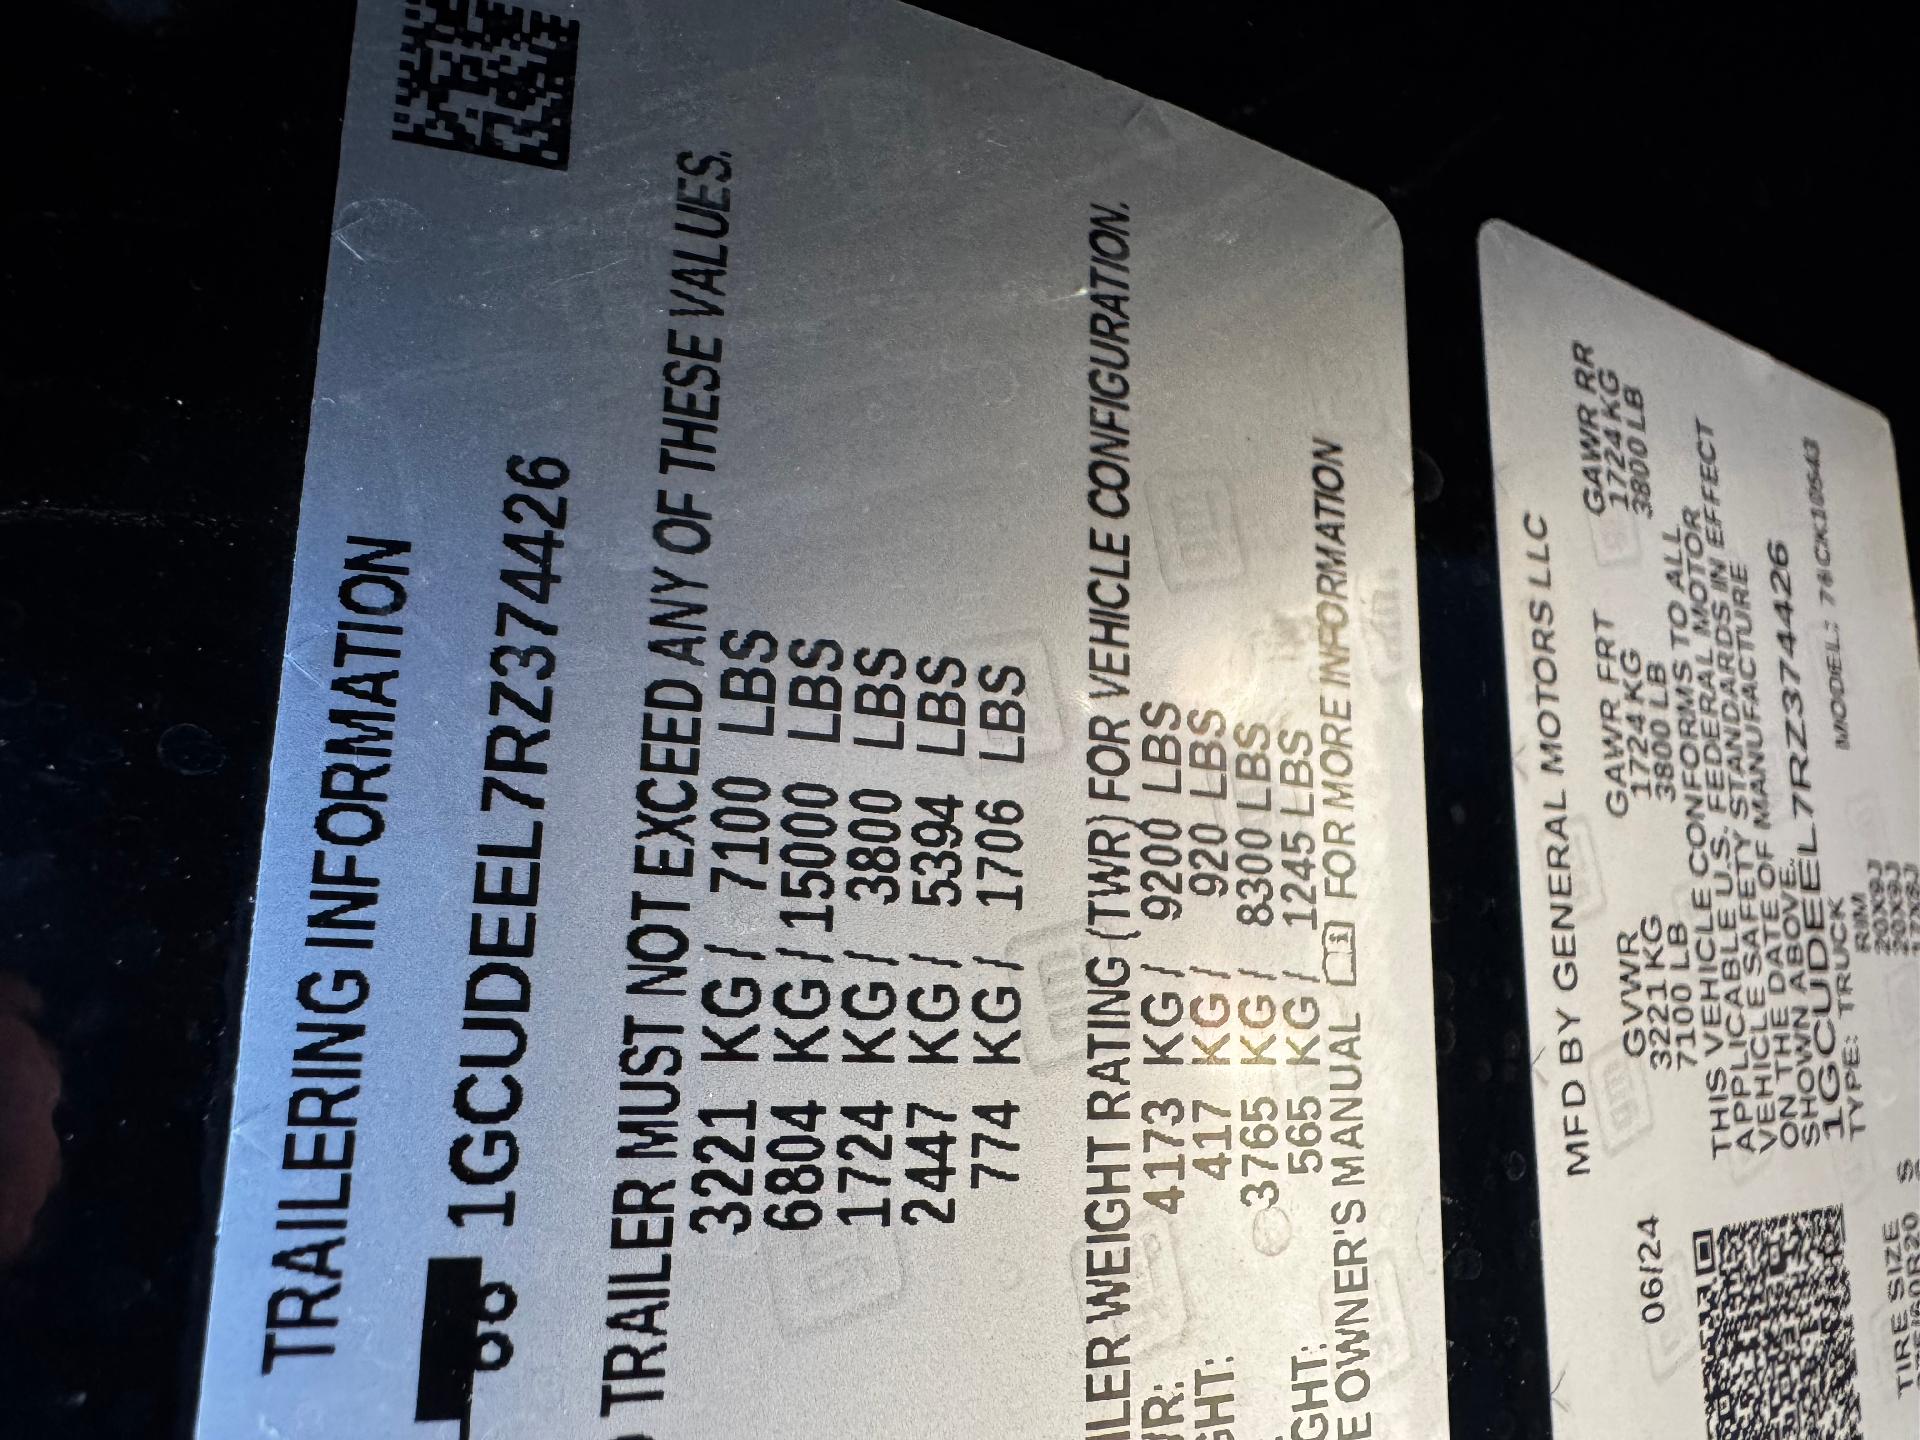 TRAILERING INFORMATION
1GCUDEEL7RZ374426
TRAILER MUST NOT EXCEED ANY OF THESE VALUES.
3221 KG / 7100 LBS
6804 KG / 15000 LBS
1724 KG / 3800 LBS
2447 KG / 5394 LBS
774 KG / 1706 LBS
WEIGHT RATING (TWR) FOR VEHICLE CONFIGURATION.
4173 KG / 9200 LBS
417 KG / 920 LBS
3765 KG / 8300 LBS
565 KG / 1245 LBS
OWNER'S MANUAL FOR MORE INFORMATION
MFD BY GENERAL MOTORS LLC
06/24 GVWR GAWR FRT GAWR RR
3221 KG 1724 KG 1724 KG
7100 LB 3800 LB 3800 LB
THIS VEHICLE CONFORMS TO ALL
APPLICABLE U.S. FEDERAL MOTOR
VEHICLE SAFETY STANDARDS IN EFFECT
ON THE DATE OF MANUFACTURE
SHOWN ABOVE.
1GCUDEEL7RZ374426
TYPE: TRUCK MODEL: CK10543
TIRE SIZE RIM
20X9J
20X9J
17X8J
gm